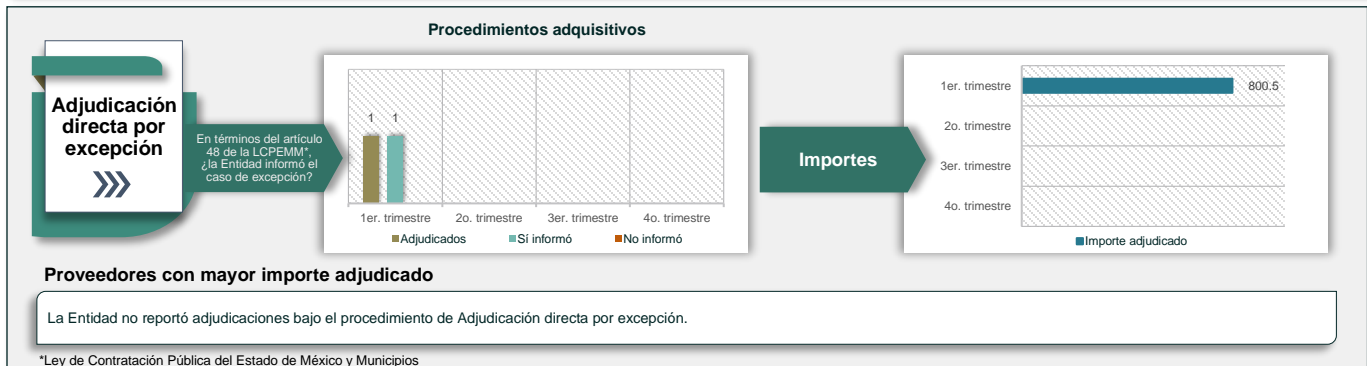 Procedimientos adquisitivos
Adjudicación
directa por
excepción
En términos del artículo
48 de la LCPEMM*,
¿la Entidad informó el
caso de excepción?
1 1
1er. trimestre 2o. trimestre 3er. trimestre 4o. trimestre
Adjudicados Sí informó No informó
Importes
1er. trimestre 800.5
2o. trimestre
3er. trimestre
4o. trimestre
Importe adjudicado
Proveedores con mayor importe adjudicado
La Entidad no reportó adjudicaciones bajo el procedimiento de Adjudicación directa por excepción.
*Ley de Contratación Pública del Estado de México y Municipios